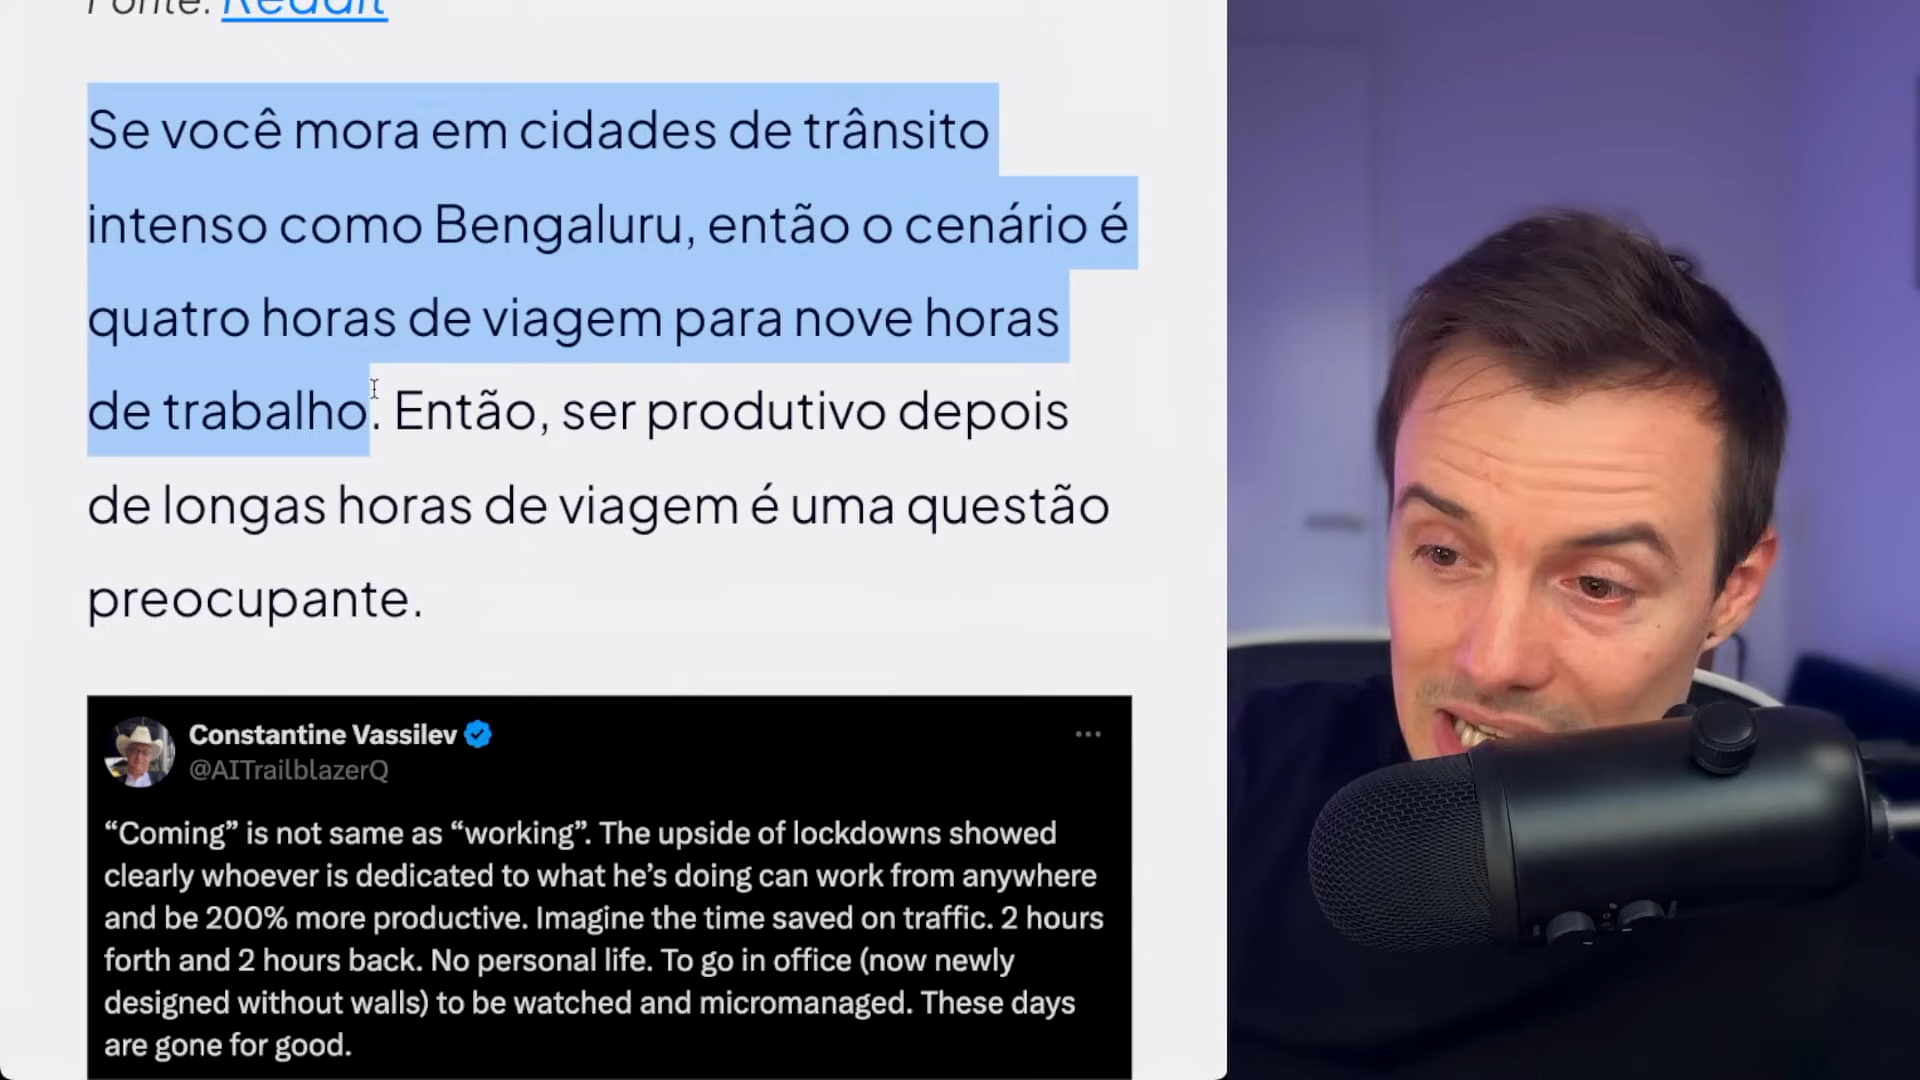 Fonte: Reddit
Se você mora em cidades de trânsito
intenso como Bengaluru, então o cenário é
quatro horas de viagem para nove horas
de trabalho. Então, ser produtivo depois
de longas horas de viagem é uma questão
preocupante.
Constantine Vassilev
@AITrailblazerQ
“Coming” is not same as “working”. The upside of lockdowns showed
clearly whoever is dedicated to what he’s doing can work from anywhere
and be 200% more productive. Imagine the time saved on traffic. 2 hours
forth and 2 hours back. No personal life. To go in office (now newly
designed without walls) to be watched and micromanaged. These days
are gone for good.